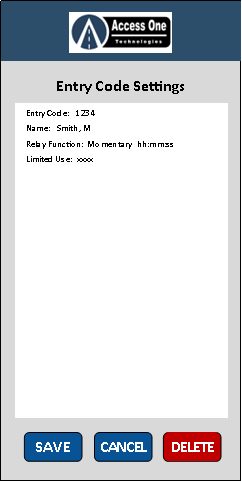 Access One
Technologies
Entry Code Settings
Entry Code: 1234
Name: Smith, M
Relay Function: Momentary hh:mm:ss
Limited Use: xxxx
SAVE CANCEL DELETE